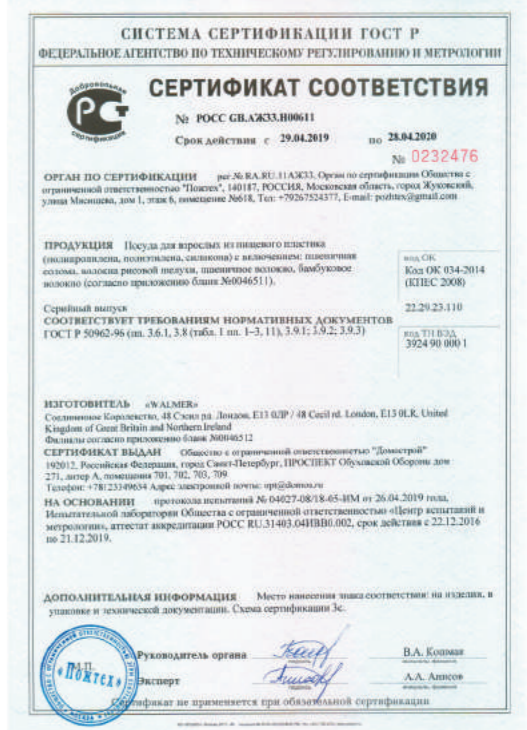 СИСТЕМА СЕРТИФИКАЦИИ ГОСТ Р
ФЕДЕРАЛЬНОЕ АГЕНТСТВО ПО ТЕХНИЧЕСКОМУ РЕГУЛИРОВАНИЮ И МЕТРОЛОГИИ
Добровольная
сертификация
СЕРТИФИКАТ СООТВЕТСТВИЯ
№ РОСС GB.АЖ33.Н00611
Срок действия с 29.04.2019 по 28.04.2020
№ 0232476
ОРГАН ПО СЕРТИФИКАЦИИ рег.№ RA.RU.11АЖ33, Орган по сертификации Общества с
ограниченной ответственностью "Пожтех", 140187, РОССИЯ, Московская область, город Жуковский,
улица Мясищева, дом 1, этаж 6, помещение №618, Тел: +79267524377, E-mail: pozhtex@gmail.com
ПРОДУКЦИЯ Посуда для взрослых из пищевого пластика
(полипропилена, полиэтилена, силикона) с включением: пшеничная
солома, волокна рисовой шелухи, пшеничное волокно, бамбуковое
волокно (согласно приложению бланк №0046511).
код ОК
Код ОК 034-2014
(КПЕС 2008)
Серийный выпуск
22.29.23.110
СООТВЕТСТВУЕТ ТРЕБОВАНИЯМ НОРМАТИВНЫХ ДОКУМЕНТОВ
ГОСТ Р 50962-96 (пп. 3.6.1, 3.8 (табл. 1 пп. 1–3, 11), 3.9.1; 3.9.2; 3.9.3)
код ТН ВЭД
3924 90 000 1
ИЗГОТОВИТЕЛЬ «WALMER»
Соединенное Королевство, 48 Сэсил рд. Лондон, E13 0ЛР / 48 Cecil rd. London, E13 0LR, United
Kingdom of Great Britain and Northern Ireland
Филиалы согласно приложению бланк №0046512
СЕРТИФИКАТ ВЫДАН Общество с ограниченной ответственностью "Домострой"
192012, Российская Федерация, город Санкт-Петербург, ПРОСПЕКТ Обуховской Обороны дом
271, литер А, помещения 701, 702, 703, 709
Телефон: +78123349634 Адрес электронной почты: opt@domos.ru
НА ОСНОВАНИИ протокола испытаний № 04027-08/18-05-ИМ от 26.04.2019 года,
Испытательной лаборатории Общества с ограниченной ответственностью «Центр испытаний и
метрологии», аттестат аккредитации РОСС RU.31403.04ИВВ0.002, срок действия с 22.12.2016
по 21.12.2019.
ДОПОЛНИТЕЛЬНАЯ ИНФОРМАЦИЯ Место нанесения знака соответствия: на изделии, в
упаковке и технической документации. Схема сертификации 3с.
М.П.
«Пожтех»
МОСКВА
Руководитель органа
подпись
В.А. Коцман
Эксперт
подпись
А.А. Анисов
Сертификат не применяется при обязательной сертификации